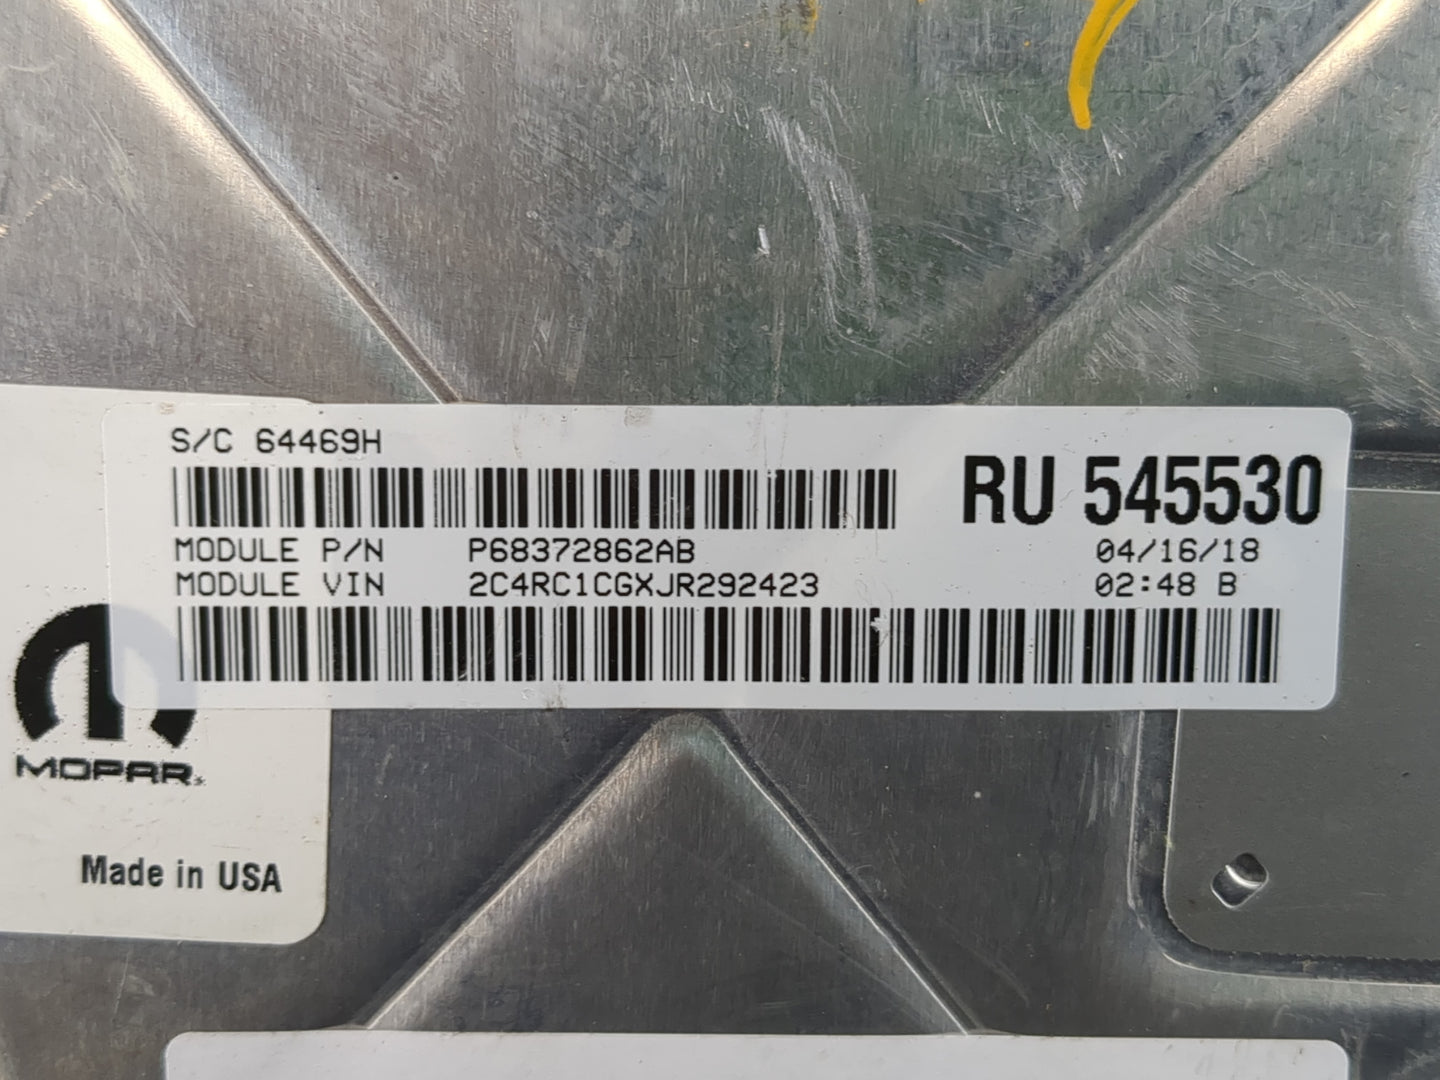 S/C 64469H
RU 545530
MODULE P/N P68372862AB 04/16/18
MODULE VIN 2C4RC1CGXJR292423 02:48 B
MOPAR
Made in USA